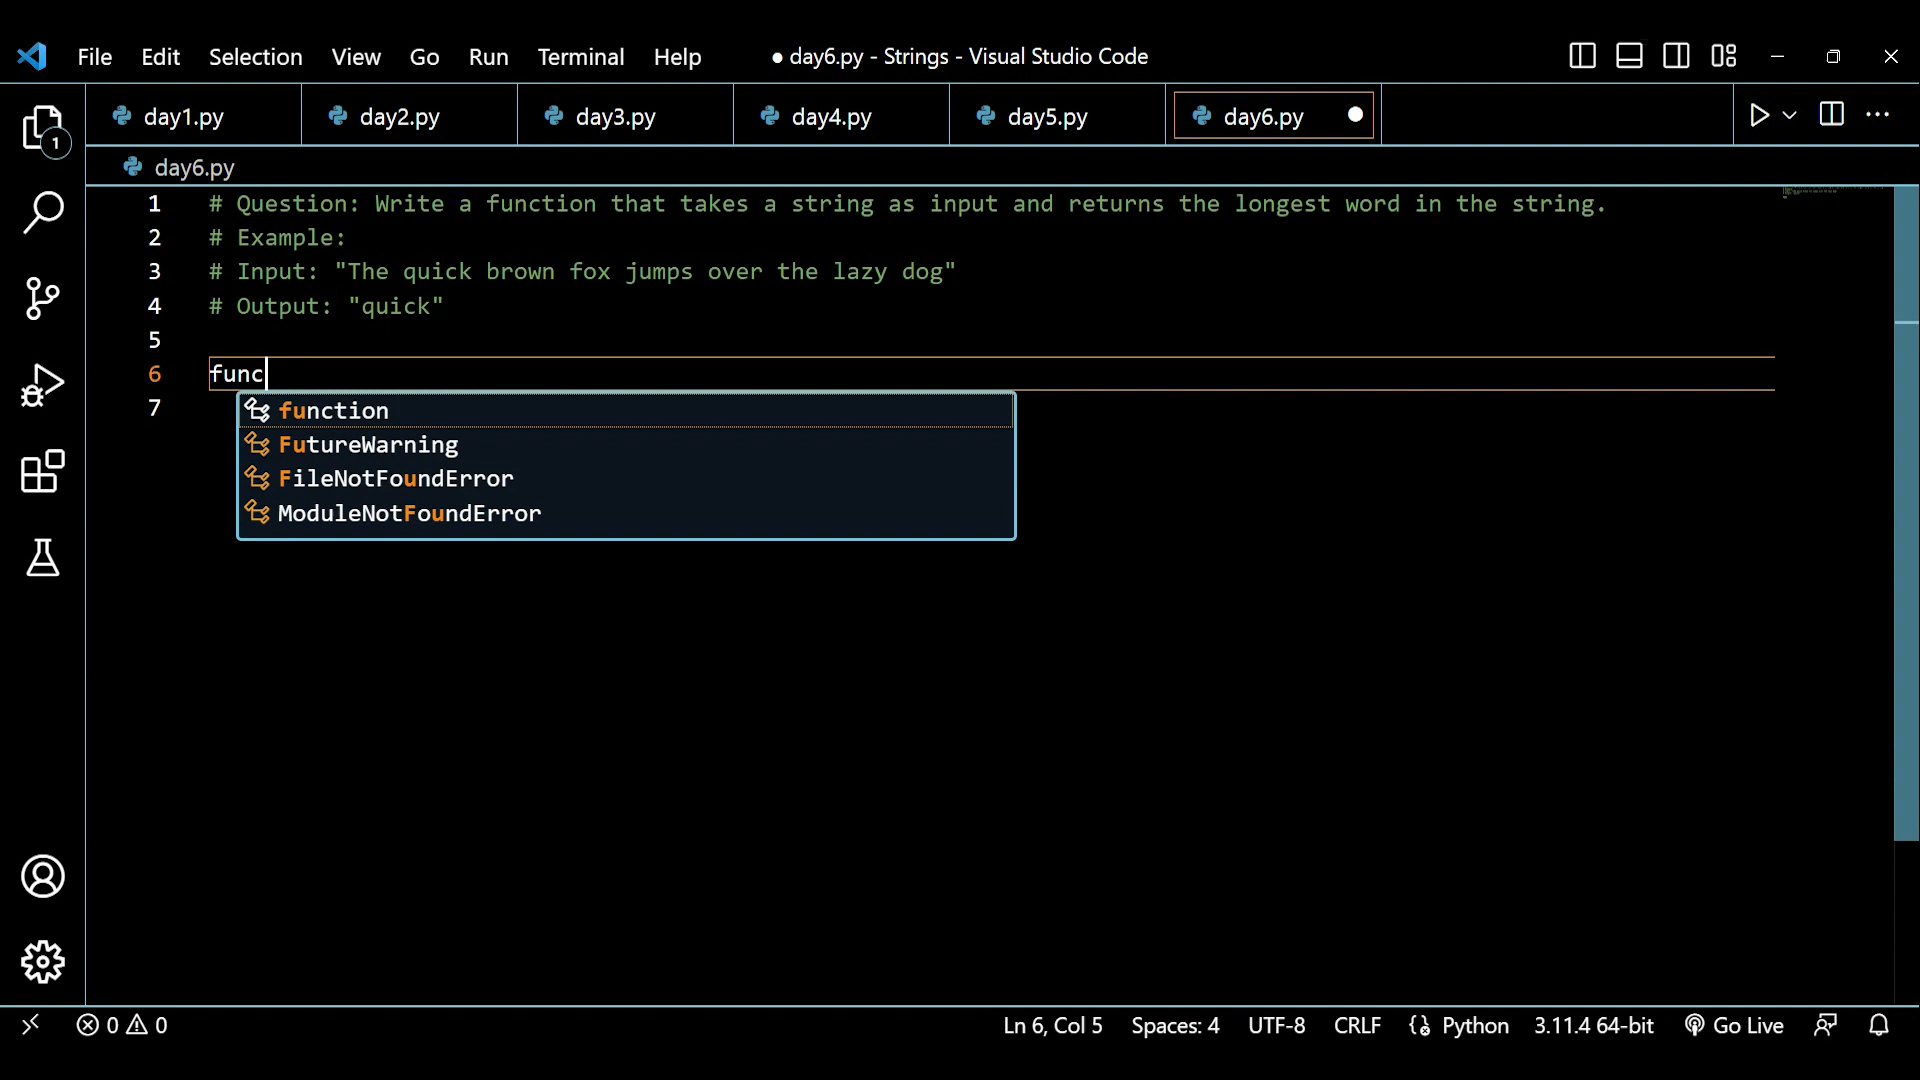 File Edit Selection View Go Run Terminal Help ● day6.py - Strings - Visual Studio Code
day1.py day2.py day3.py day4.py day5.py day6.py
1
day6.py
1 # Question: Write a function that takes a string as input and returns the longest word in the string.
2 # Example:
3 # Input: "The quick brown fox jumps over the lazy dog"
4 # Output: "quick"
5
6 func
7
function
FutureWarning
FileNotFoundError
ModuleNotFoundError
0 0 Ln 6, Col 5 Spaces: 4 UTF-8 CRLF Python 3.11.4 64-bit Go Live